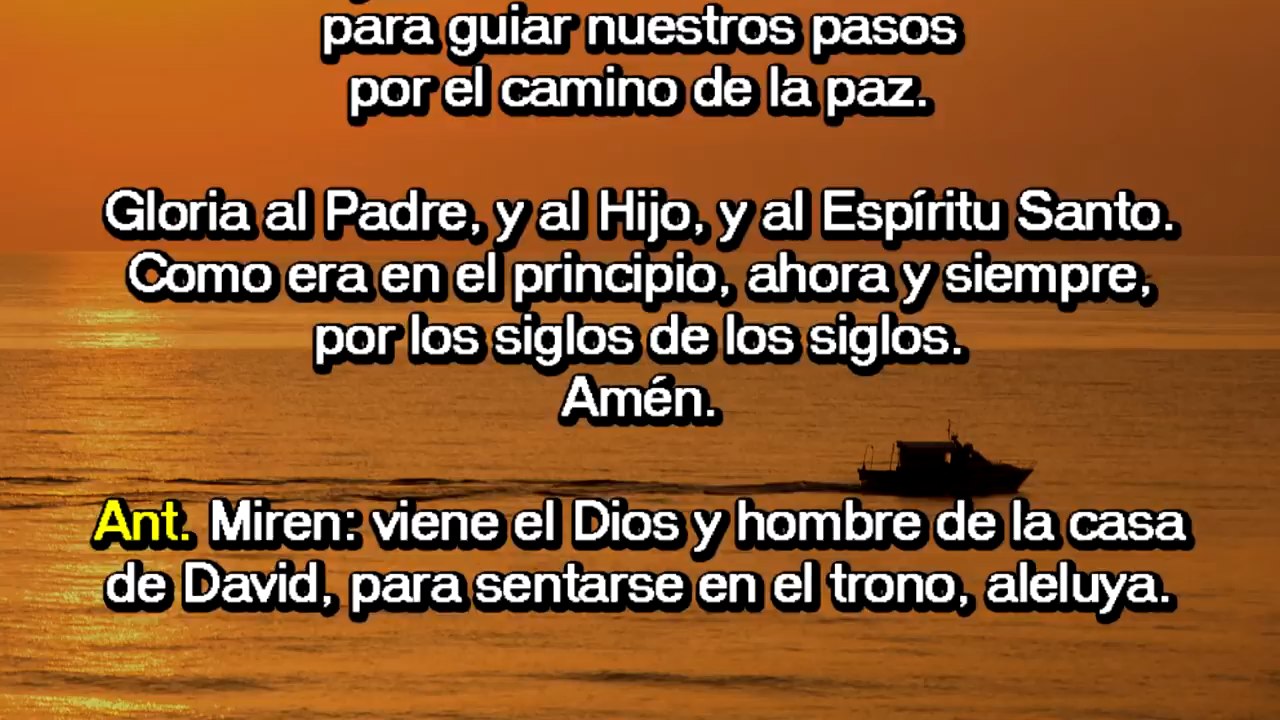 para guiar nuestros pasos
por el camino de la paz.
Gloria al Padre, y al Hijo, y al Espíritu Santo.
Como era en el principio, ahora y siempre,
por los siglos de los siglos.
Amén.
Ant. Miren: viene el Dios y hombre de la casa
de David, para sentarse en el trono, aleluya.